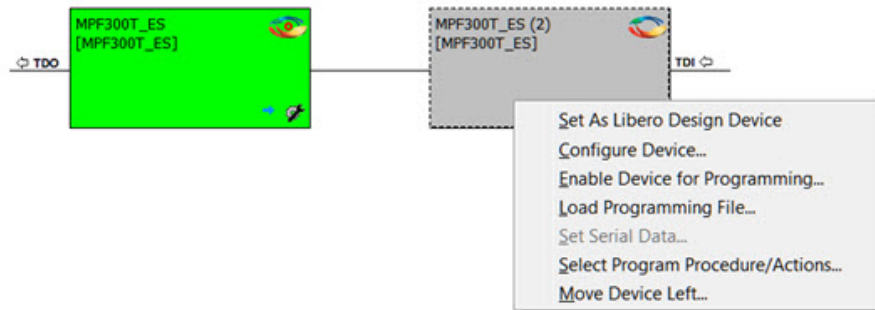 MPF300T_ES
[MPF300T_ES]
MPF300T_ES (2)
[MPF300T_ES]
TDO
TDI
Set As Libero Design Device
Configure Device...
Enable Device for Programming...
Load Programming File...
Set Serial Data...
Select Program Procedure/Actions...
Move Device Left...